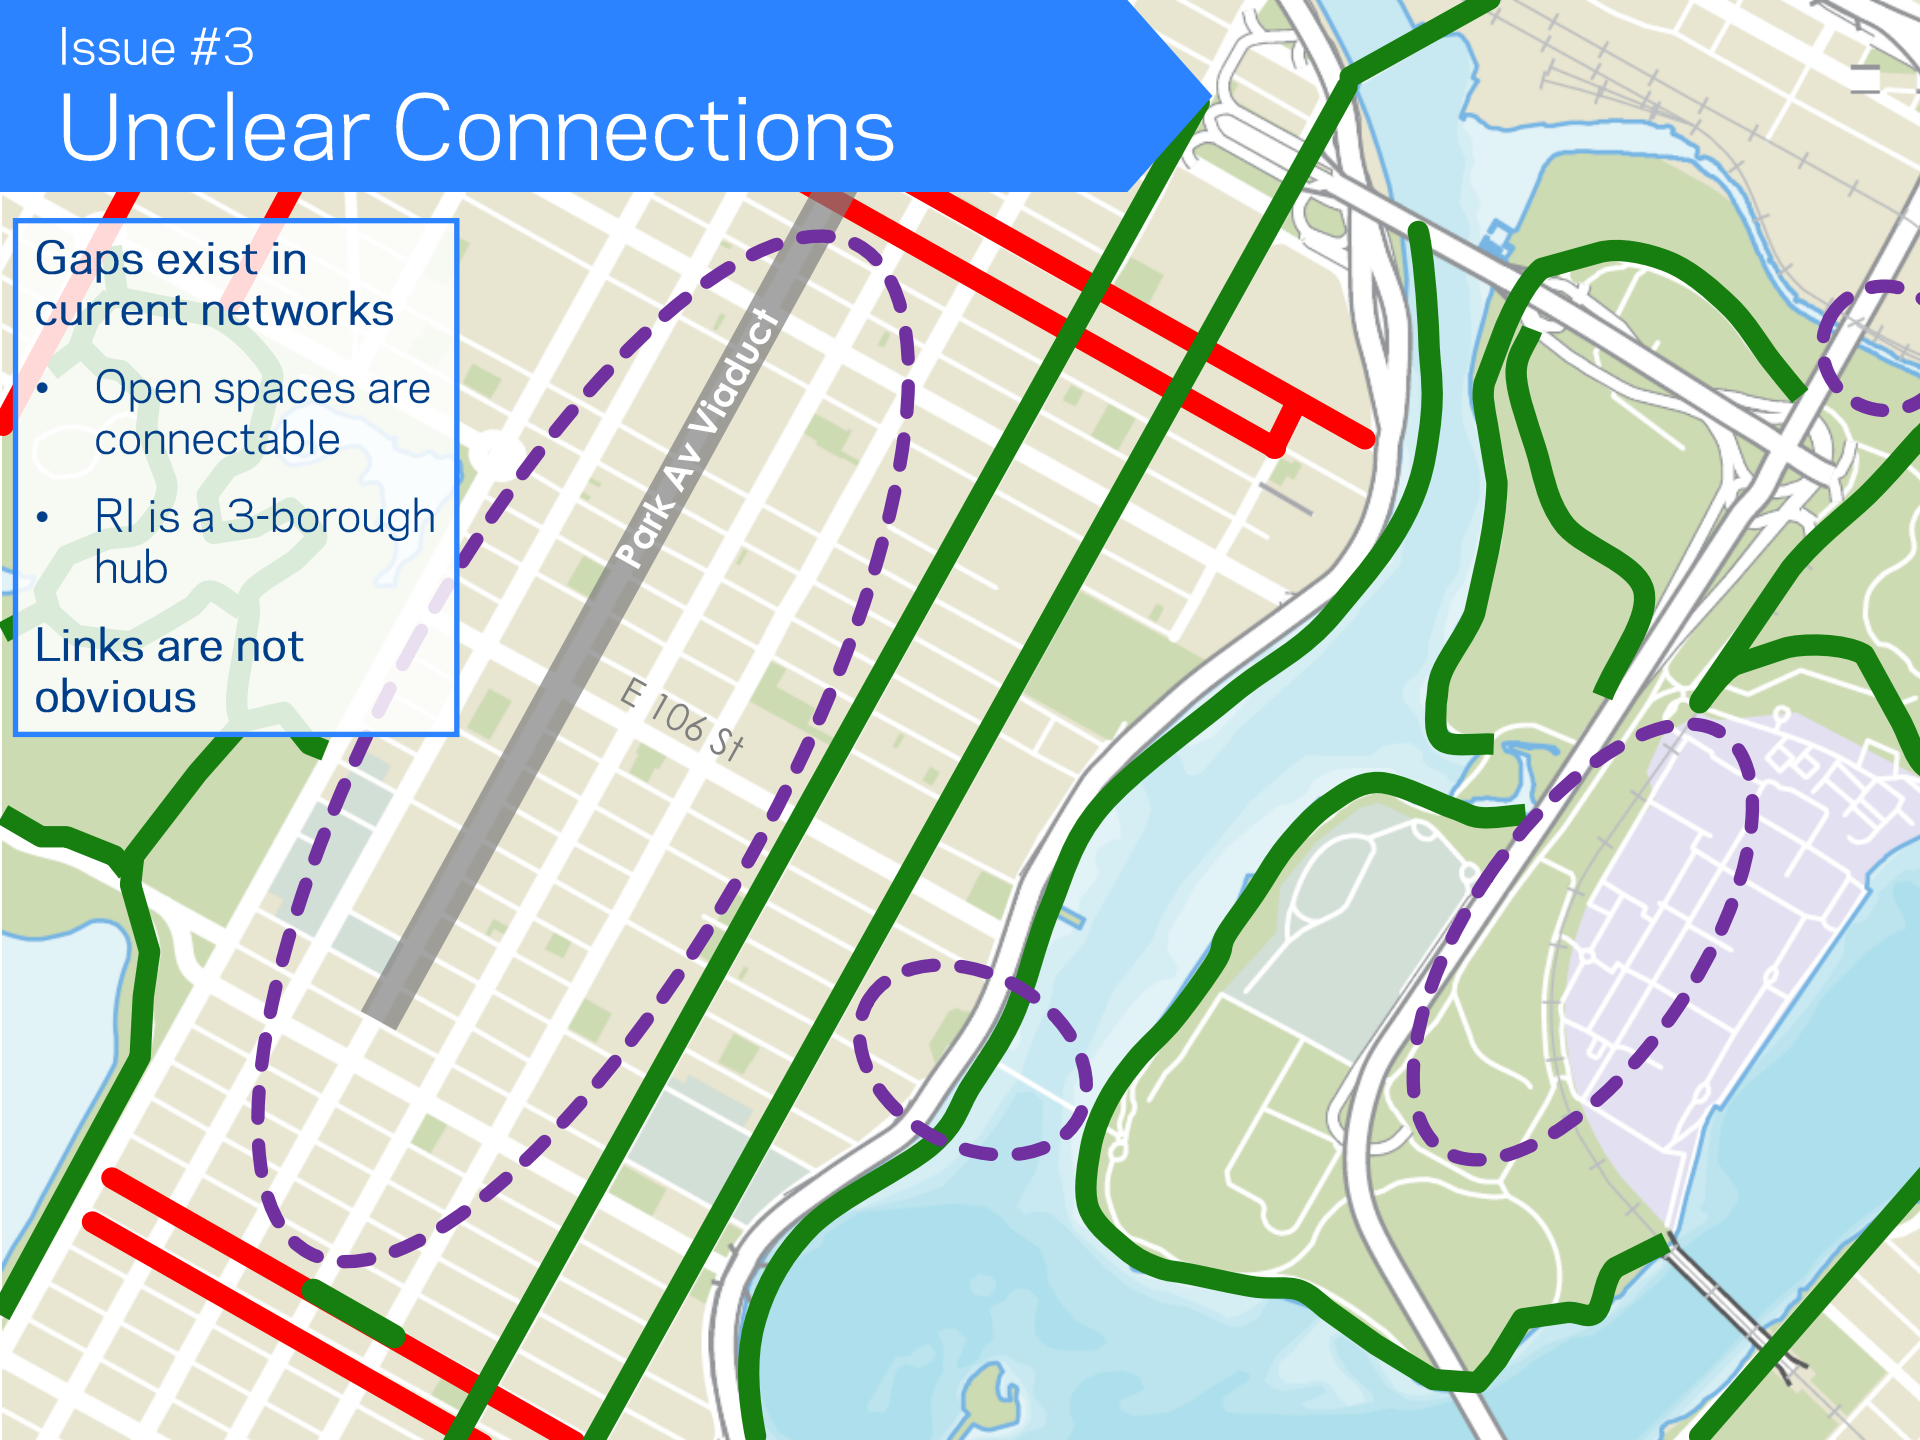 Issue #3
Unclear Connections
Gaps exist in
current networks
• Open spaces are
connectable
• RI is a 3-borough
hub
Links are not
obvious
Park Av Viaduct
E 106 St